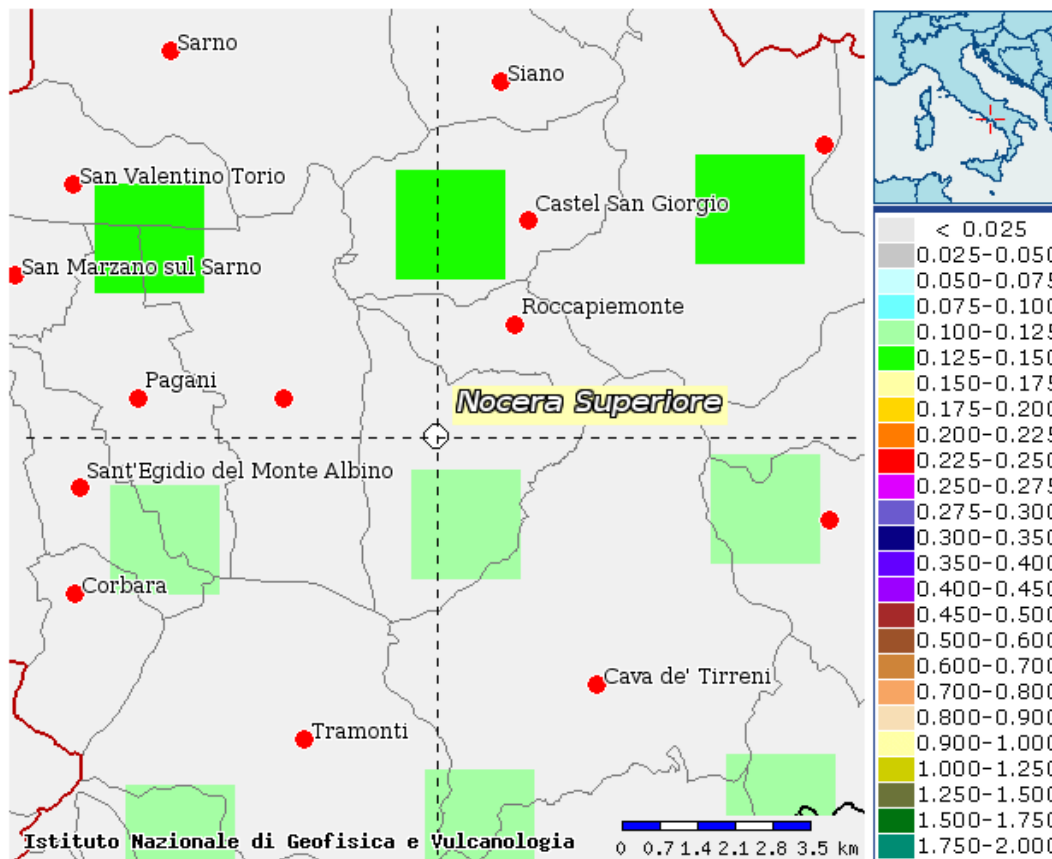 Sarno
Siano
San Valentino Torio
Castel San Giorgio
San Marzano sul Sarno
Roccapiemonte
Pagani
Nocera Superiore
Sant'Egidio del Monte Albino
Corbara
Cava de' Tirreni
Tramonti
Istituto Nazionale di Geofisica e Vulcanologia
0 0.7 1.4 2.1 2.8 3.5 km
< 0.025
0.025-0.050
0.050-0.075
0.075-0.100
0.100-0.125
0.125-0.150
0.150-0.175
0.175-0.200
0.200-0.225
0.225-0.250
0.250-0.275
0.275-0.300
0.300-0.350
0.350-0.400
0.400-0.450
0.450-0.500
0.500-0.600
0.600-0.700
0.700-0.800
0.800-0.900
0.900-1.000
1.000-1.250
1.250-1.500
1.500-1.750
1.750-2.000